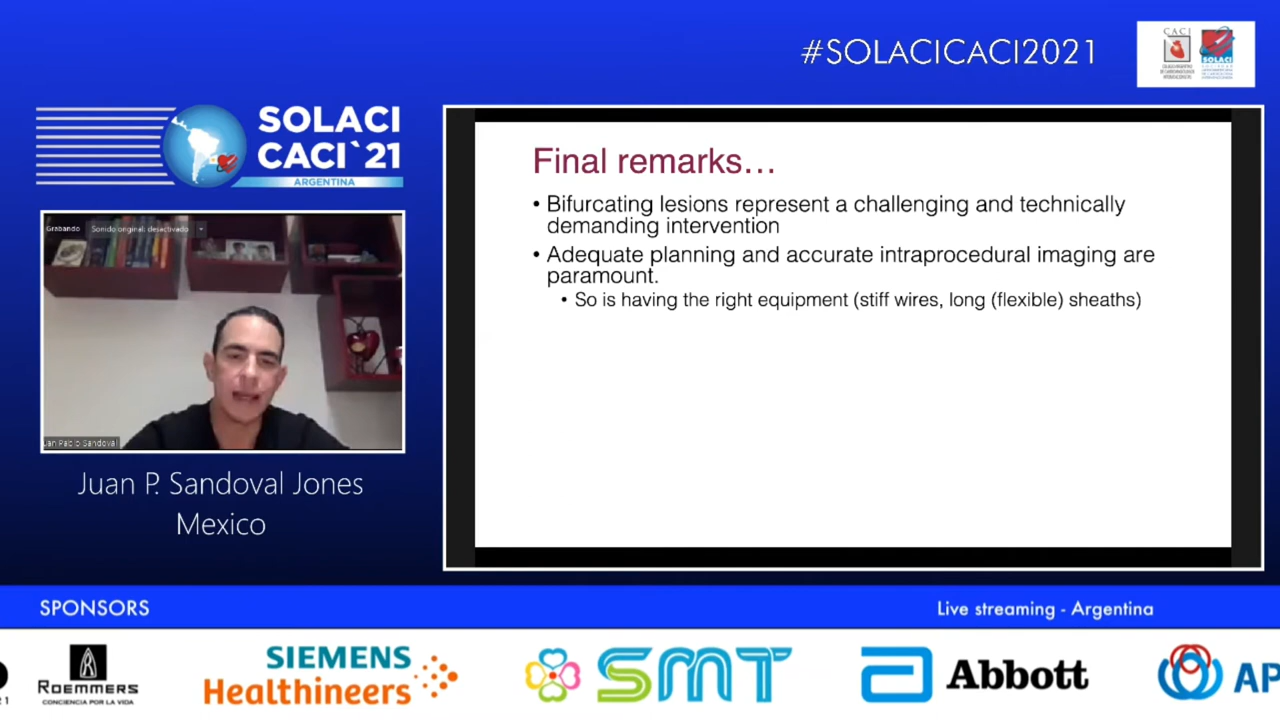 #SOLACICACI2021
CACI
SOLACI
SOLACI
CACI`21
ARGENTINA
Grabando
Sonido original: desactivado
Juan Pablo Sandoval
Juan P. Sandoval Jones
Mexico
Final remarks...
• Bifurcating lesions represent a challenging and technically
demanding intervention
• Adequate planning and accurate intraprocedural imaging are
paramount.
• So is having the right equipment (stiff wires, long (flexible) sheaths)
SPONSORS
Live streaming - Argentina
ROEMMERS
CONCIENCIA POR LA VIDA
SIEMENS
Healthineers
SMT
Abbott
AP